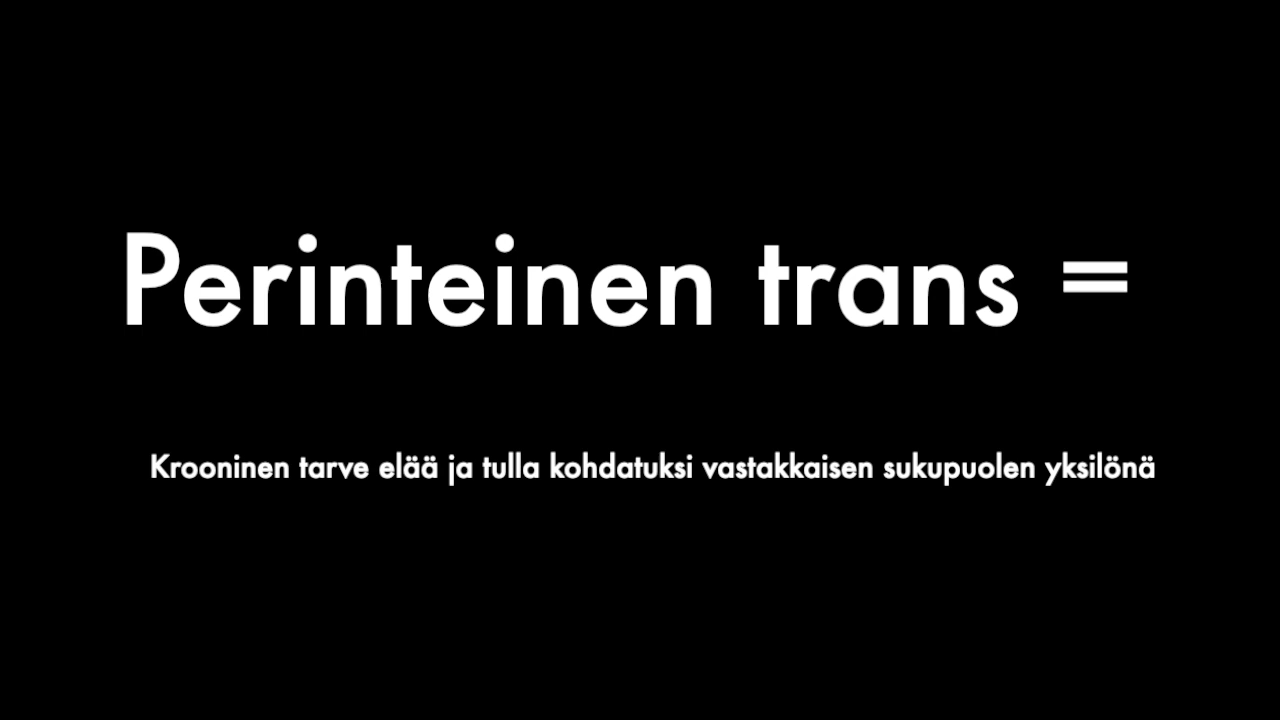 Perinteinen trans =
Krooninen tarve elää ja tulla kohdatuksi vastakkaisen sukupuolen yksilönä